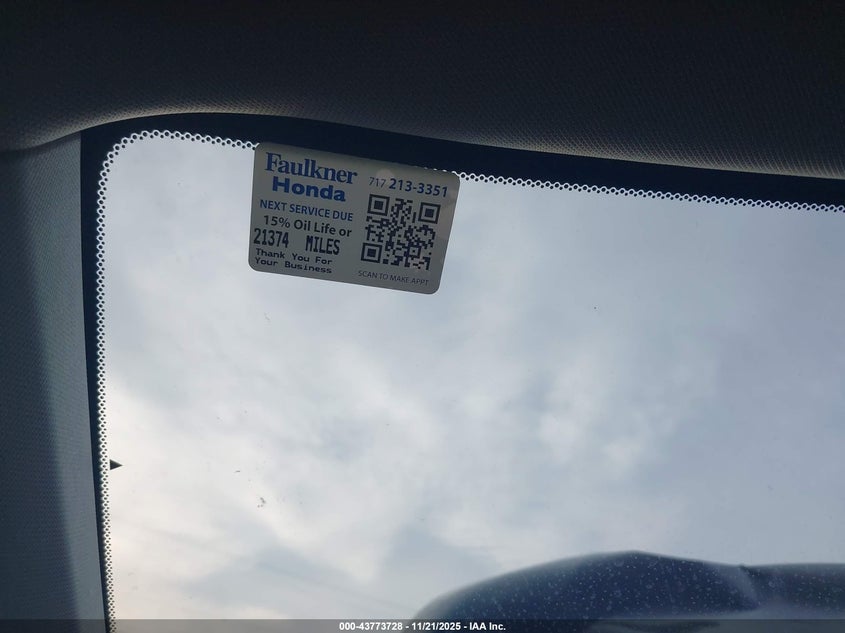 Faulkner
Honda
717 213-3351
NEXT SERVICE DUE
15% Oil Life or
21374 MILES
Thank You For
Your Business
SCAN TO MAKE APPT
000-43773728 - 11/21/2025 - IAA Inc.